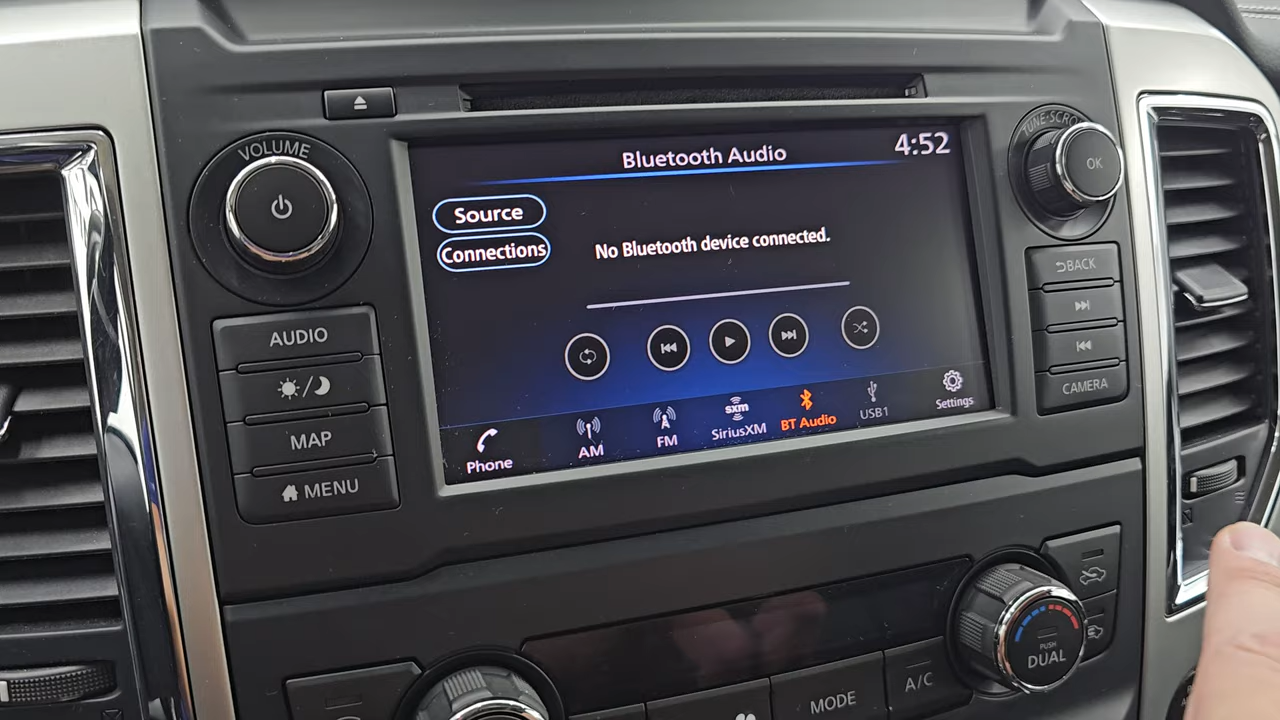 VOLUME
AUDIO
MAP
MENU
Bluetooth Audio
4:52
Source
Connections
No Bluetooth device connected.
Phone
AM
FM
sxm
SiriusXM
BT Audio
USB1
Settings
TUNE·SCRO
OK
BACK
CAMERA
MODE
A/C
PUSH
DUAL